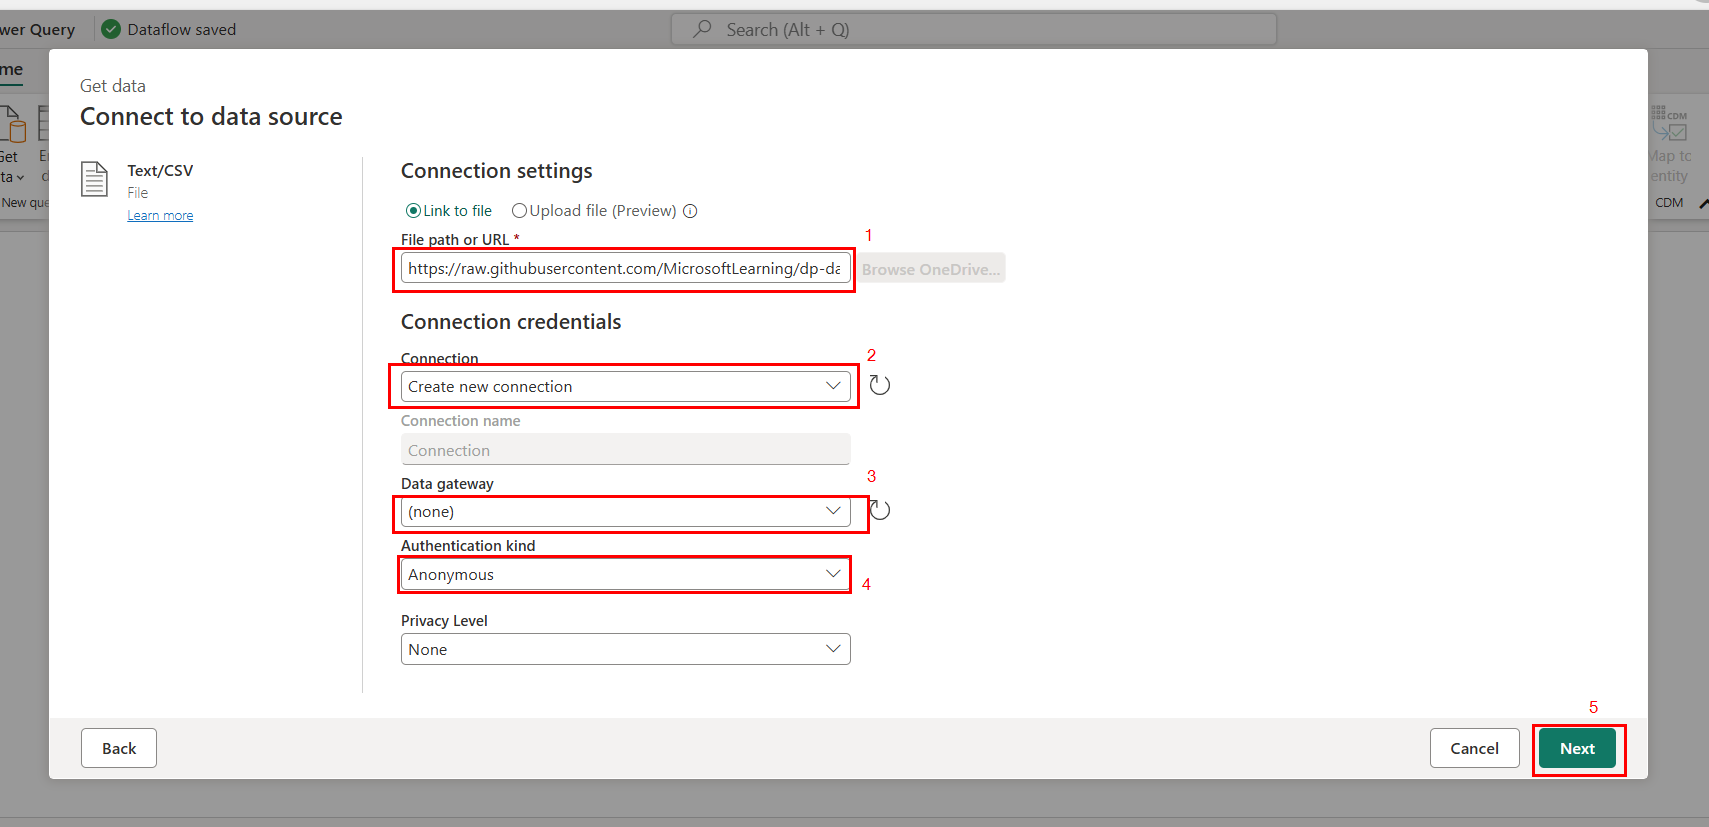 wer Query
Dataflow saved
Search (Alt + Q)
me
Get
ta
New que
CDM
Map to
entity
CDM
Get data
Connect to data source
Text/CSV
File
Learn more
Connection settings
Link to file
Upload file (Preview)
File path or URL *
1
https://raw.githubusercontent.com/MicrosoftLearning/dp-da
Browse OneDrive...
Connection credentials
Connection
2
Create new connection
Connection name
Connection
Data gateway
3
(none)
Authentication kind
Anonymous
4
Privacy Level
None
5
Back
Cancel
Next